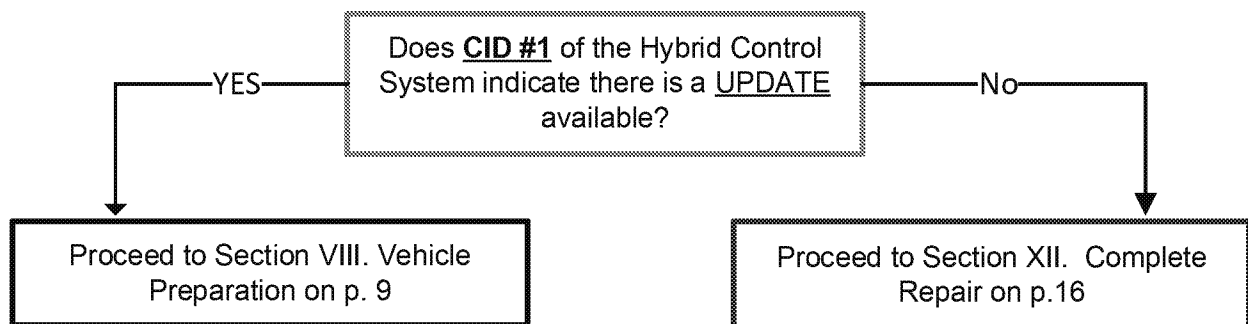 Does CID #1 of the Hybrid Control
System indicate there is a UPDATE
available?
YES
No
Proceed to Section VIII. Vehicle
Preparation on p. 9
Proceed to Section XII.  Complete
Repair on p.16